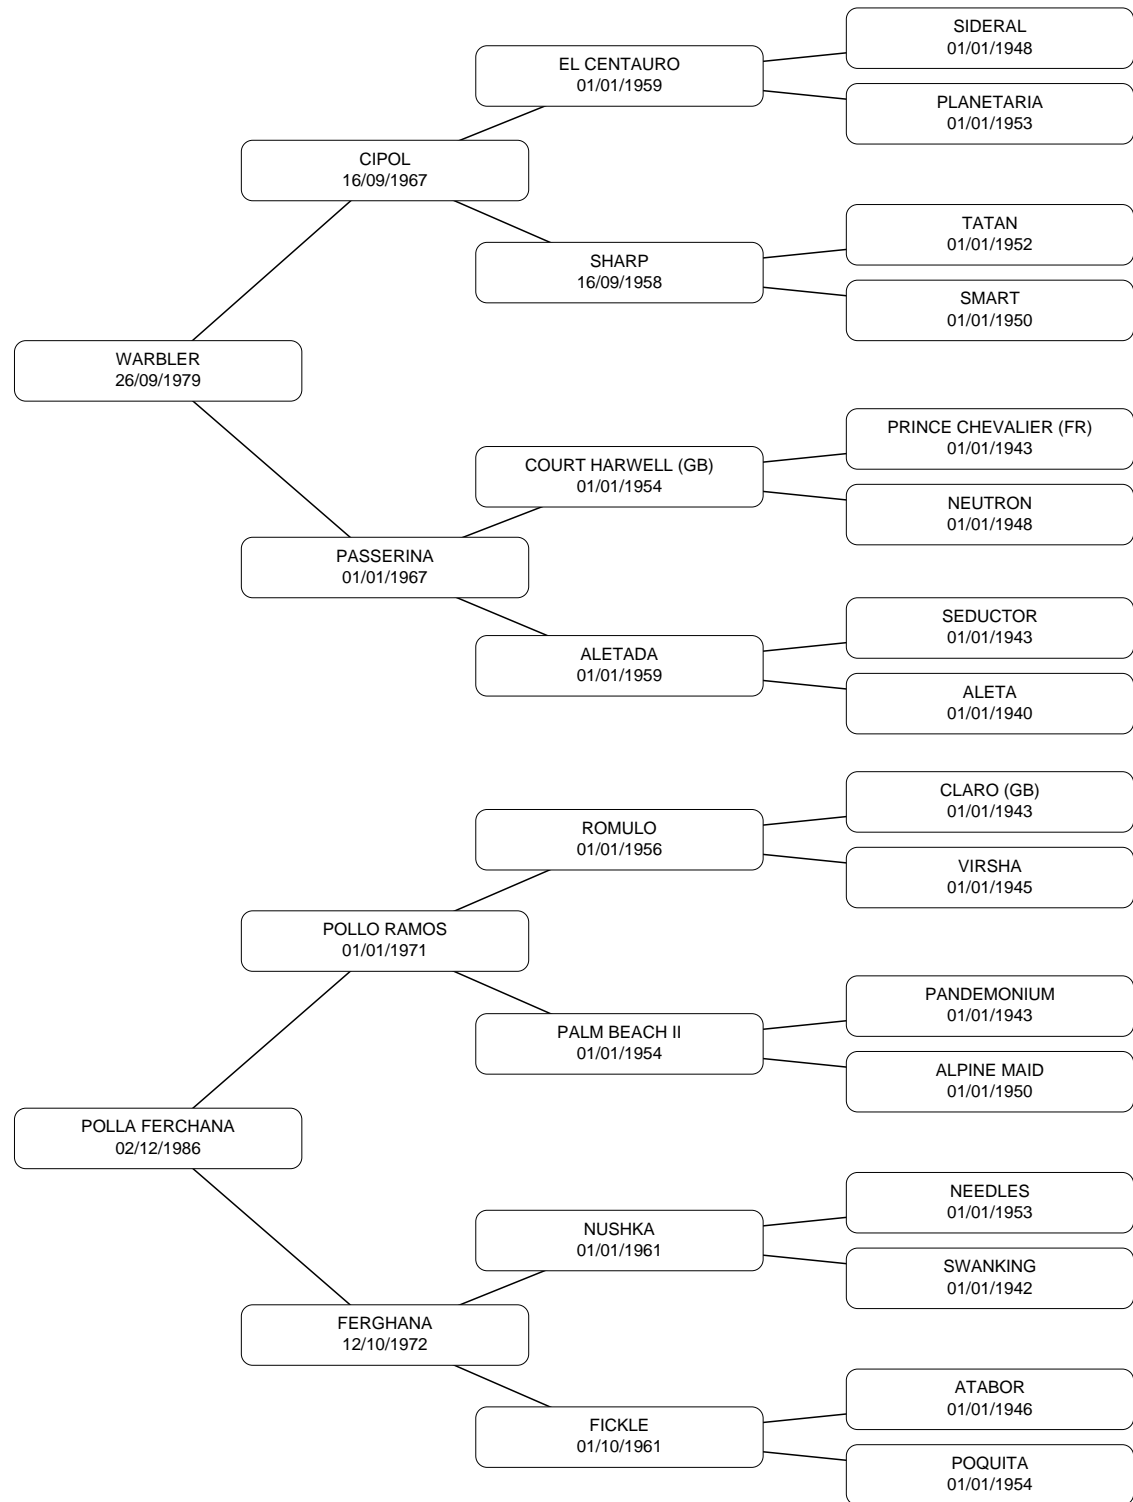 SIDERAL
01/01/1948
EL CENTAURO
01/01/1959
PLANETARIA
01/01/1953
CIPOL
16/09/1967
TATAN
01/01/1952
SHARP
16/09/1958
SMART
01/01/1950
WARBLER
26/09/1979
PRINCE CHEVALIER (FR)
01/01/1943
COURT HARWELL (GB)
01/01/1954
NEUTRON
01/01/1948
PASSERINA
01/01/1967
SEDUCTOR
01/01/1943
ALETADA
01/01/1959
ALETA
01/01/1940
CLARO (GB)
01/01/1943
ROMULO
01/01/1956
VIRSHA
01/01/1945
POLLO RAMOS
01/01/1971
PANDEMONIUM
01/01/1943
PALM BEACH II
01/01/1954
ALPINE MAID
01/01/1950
POLLA FERCHANA
02/12/1986
NEEDLES
01/01/1953
NUSHKA
01/01/1961
SWANKING
01/01/1942
FERGHANA
12/10/1972
ATABOR
01/01/1946
FICKLE
01/10/1961
POQUITA
01/01/1954